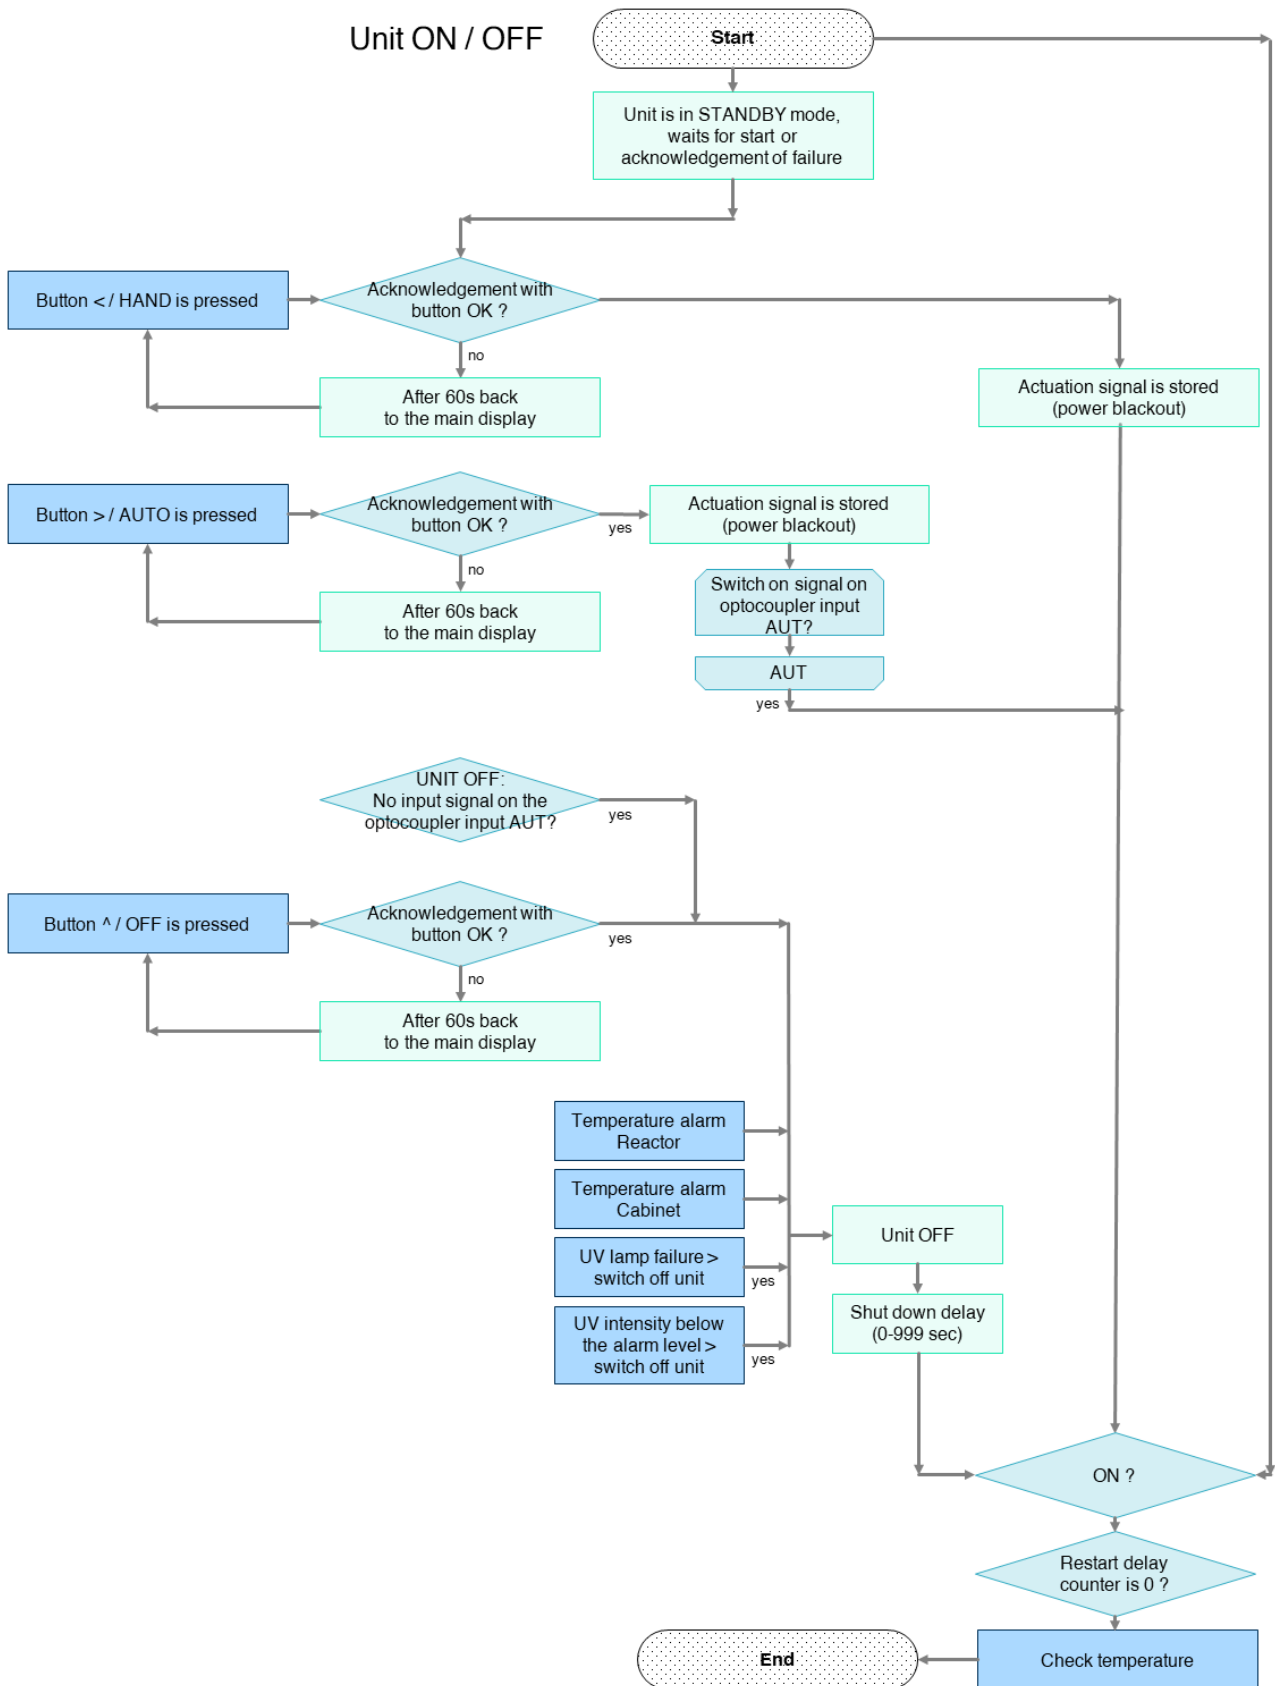 Unit ON / OFF
Start
Unit is in STANDBY mode,
waits for start or
acknowledgement of failure
Button < / HAND is pressed
Acknowledgement with
button OK ?
no
After 60s back
to the main display
Actuation signal is stored
(power blackout)
Button > / AUTO is pressed
Acknowledgement with
button OK ?
yes
no
Actuation signal is stored
(power blackout)
After 60s back
to the main display
Switch on signal on
optocoupler input
AUT?
AUT
yes
UNIT OFF:
No input signal on the
optocoupler input AUT?
yes
Button ^ / OFF is pressed
Acknowledgement with
button OK ?
yes
no
After 60s back
to the main display
Temperature alarm
Reactor
Temperature alarm
Cabinet
UV lamp failure >
switch off unit
yes
UV intensity below
the alarm level >
switch off unit
yes
Unit OFF
Shut down delay
(0-999 sec)
ON ?
Restart delay
counter is 0 ?
Check temperature
End